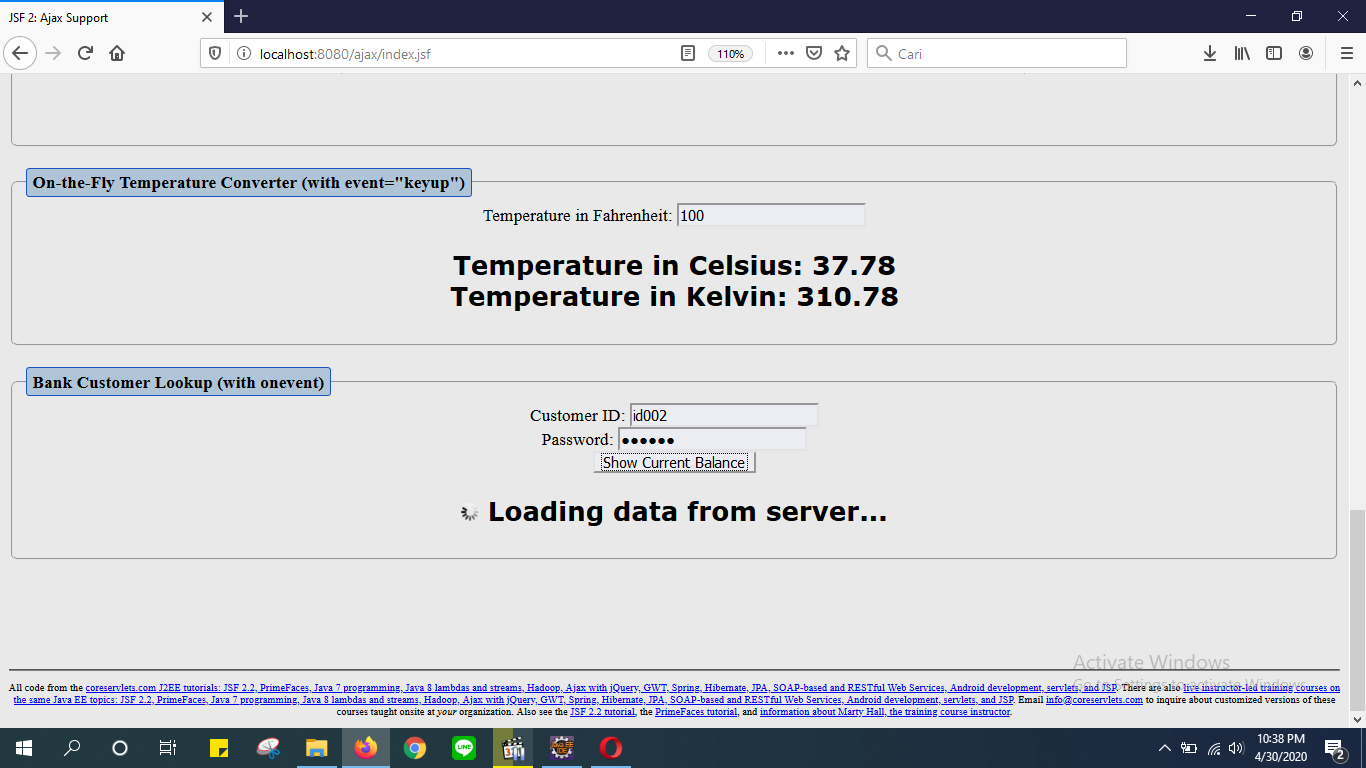 JSF 2: Ajax Support
localhost:8080/ajax/index.jsf
110%
Cari
On-the-Fly Temperature Converter (with event="keyup")
Temperature in Fahrenheit: 100
Temperature in Celsius: 37.78
Temperature in Kelvin: 310.78
Bank Customer Lookup (with onevent)
Customer ID: id002
Password: ●●●●●●
Show Current Balance
Loading data from server...
Activate Windows
Go to Settings to activate Windows.
All code from the coreservlets.com J2EE tutorials: JSF 2.2, PrimeFaces, Java 7 programming, Java 8 lambdas and streams, Hadoop, Ajax with jQuery, GWT, Spring, Hibernate, JPA, SOAP-based and RESTful Web Services, Android development, servlets, and JSP. There are also live instructor-led training courses on
the same Java EE topics: JSF 2.2, PrimeFaces, Java 7 programming, Java 8 lambdas and streams, Hadoop, Ajax with jQuery, GWT, Spring, Hibernate, JPA, SOAP-based and RESTful Web Services, Android development, servlets, and JSP. Email info@coreservlets.com to inquire about customized versions of these
courses taught onsite at your organization. Also see the JSF 2.2 tutorial, the PrimeFaces tutorial, and information about Marty Hall, the training course instructor.
LINE
10:38 PM
4/30/2020
2